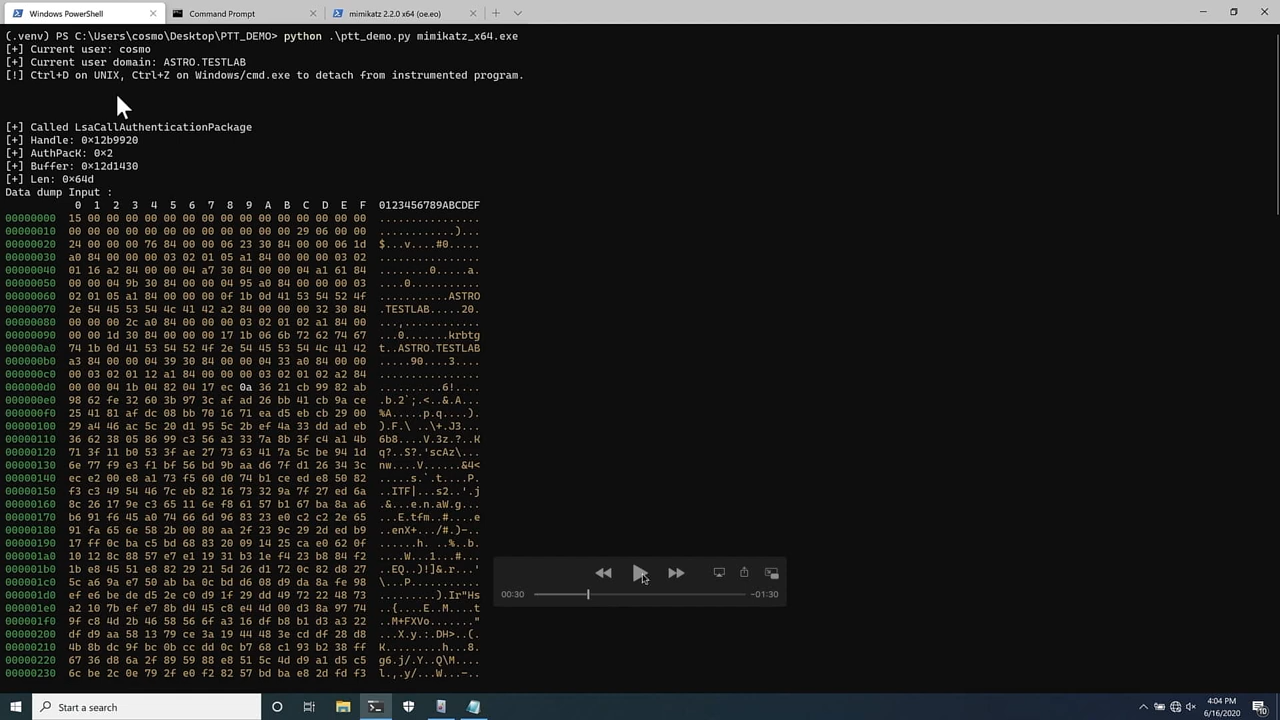 Windows PowerShell
Command Prompt
mimikatz 2.2.0 x64 (oe.eo)
(.venv) PS C:\Users\cosmo\Desktop\PTT_DEMO> python .\ptt_demo.py mimikatz_x64.exe
[+] Current user: cosmo
[+] Current user domain: ASTRO.TESTLAB
[!] Ctrl+D on UNIX, Ctrl+Z on Windows/cmd.exe to detach from instrumented program.
[+] Called LsaCallAuthenticationPackage
[+] Handle: 0×12b9920
[+] AuthPacK: 0×2
[+] Buffer: 0×12d1430
[+] Len: 0×64d
Data dump Input :
0 1 2 3 4 5 6 7 8 9 A B C D E F 0123456789ABCDEF
00000000 15 00 00 00 00 00 00 00 00 00 00 00 00 00 00 00 ................
00000010 00 00 00 00 00 00 00 00 00 00 00 00 29 06 00 00 ............)...
00000020 24 00 00 00 76 84 00 00 06 23 30 84 00 00 06 1d $...v....#0.....
00000030 a0 84 00 00 00 03 02 01 05 a1 84 00 00 00 03 02 ................
00000040 01 16 a2 84 00 00 04 a7 30 84 00 00 04 a1 61 84 ........0.....a.
00000050 00 00 04 9b 30 84 00 00 04 95 a0 84 00 00 00 03 ....0...........
00000060 02 01 05 a1 84 00 00 00 0f 1b 0d 41 53 54 52 4f ...........ASTRO
00000070 2e 54 45 53 54 4c 41 42 a2 84 00 00 00 32 30 84 .TESTLAB.....20.
00000080 00 00 00 2c a0 84 00 00 00 03 02 01 02 a1 84 00 ...,............
00000090 00 00 1d 30 84 00 00 00 17 1b 06 6b 72 62 74 67 ...0.......krbtg
000000a0 74 1b 0d 41 53 54 52 4f 2e 54 45 53 54 4c 41 42 t..ASTRO.TESTLAB
000000b0 a3 84 00 00 04 39 30 84 00 00 04 33 a0 84 00 00 .....90....3....
000000c0 00 03 02 01 12 a1 84 00 00 00 03 02 01 02 a2 84 ................
000000d0 00 00 04 1b 04 82 04 17 ec 0a 36 21 cb 99 82 ab ..........6!....
000000e0 98 62 fe 32 60 3b 97 3c af ad 26 bb 41 cb 9a ce .b.2`;.<..&.A...
000000f0 25 41 81 af dc 08 bb 70 16 71 ea d5 eb cb 29 00 %A.....p.q....).
00000100 29 a4 46 ac 5c 20 d1 95 5c 2b ef 4a 33 dd ad eb ).F.\ ..\+.J3...
00000110 36 62 38 05 86 99 c3 56 a3 33 7a 8b 3f c4 a1 4b 6b8....V.3z.?..K
00000120 71 3f 11 b0 53 3f ae 27 73 63 41 7a 5c be 94 1d q?..S?.'scAz\...
00000130 6e 77 f9 e3 f1 bf 56 bd 9b aa d6 7f d1 26 34 3c nw....V......&4<
00000140 ec e2 00 e8 a1 73 f5 60 d0 74 b1 ce ed e8 50 82 .....s.`.t....P.
00000150 f3 c3 49 54 46 7c eb 82 16 73 32 9a 7f 27 ed 6a ..ITF|...s2..'.j
00000160 8c 26 17 9e c3 65 11 6e f8 61 57 b1 67 ba 8a a6 .&...e.n.aW.g...
00000170 b6 91 f6 45 a0 74 66 6d 96 83 23 e0 c2 c2 2e 65 ...E.tfm..#....e
00000180 91 fa 65 6e 58 2b 00 80 aa 2f 23 9c 29 2d ed b9 ..enX+.../#.)-..
00000190 17 ff 0c ba c5 bd 68 83 20 09 14 25 ca e0 62 0f ......h. ..%..b.
000001a0 10 12 8c 88 57 e7 e1 19 31 b3 1e f4 23 b8 84 f2 ....W...1...#...
000001b0 1b e8 45 51 e8 82 29 21 5d 26 d1 72 0c 82 d8 27 ..EQ..)!]&.r...'
000001c0 5c a6 9a e7 50 ab ba 0c bd d6 08 d9 da 8a fe 98 \...P...........
000001d0 ef e6 be de d5 2e c0 d9 1f 29 dd 49 72 22 48 73 .........).Ir"Hs
000001e0 a2 10 7b ef e7 8b d4 45 c8 e4 4d 00 d3 8a 97 74 ..{....E..M....t
000001f0 9f c8 4d 2b 46 58 56 6f a3 16 df b8 b1 d3 a3 22 ..M+FXVo......."
00000200 df d9 aa 58 13 79 ce 3a 19 44 48 3e cd df 28 d8 ...X.y.:.DH>..(.
00000210 4b 8b dc 9f bc 0b cc dd 0c b7 68 c1 93 b2 38 ff K.........h...8.
00000220 67 36 d8 6a 2f 89 59 88 e8 51 5c 4d d9 a1 d5 c5 g6.j/.Y..Q\M....
00000230 6c be 2c 0e 79 2f e0 f2 82 57 bd ba e8 2d fd f3 l.,.y/...W...-..
00:30
−01:30
Start a search
4:04 PM
6/16/2020
10